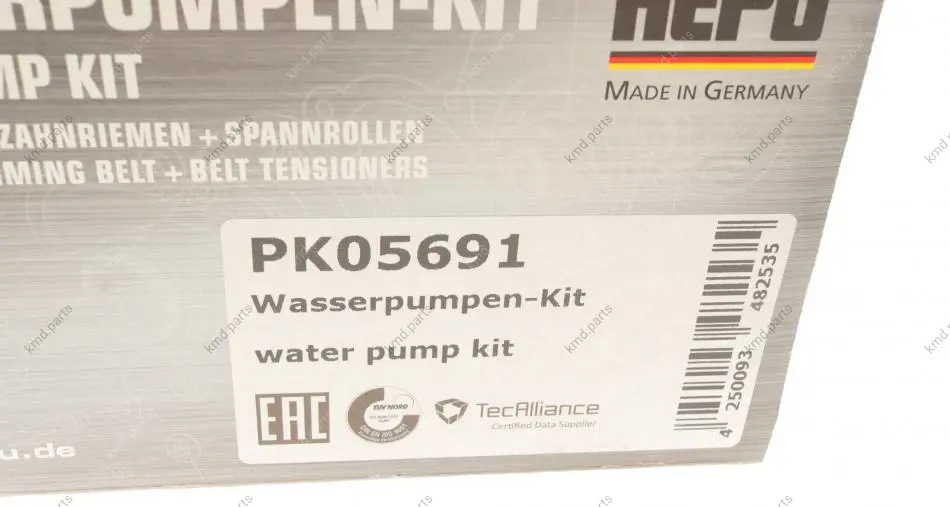 RPUMPEN-KIT
HEPU
MP KIT
MADE IN GERMANY
ZAHNRIEMEN + SPANNROLLEN
MING BELT + BELT TENSIONERS
PK05691
Wasserpumpen-Kit
water pump kit
EAC
TÜV NORD
DIN EN ISO 9001
TecAlliance
Certified Data Supplier
4 250093 482535
u.de
kmd.parts